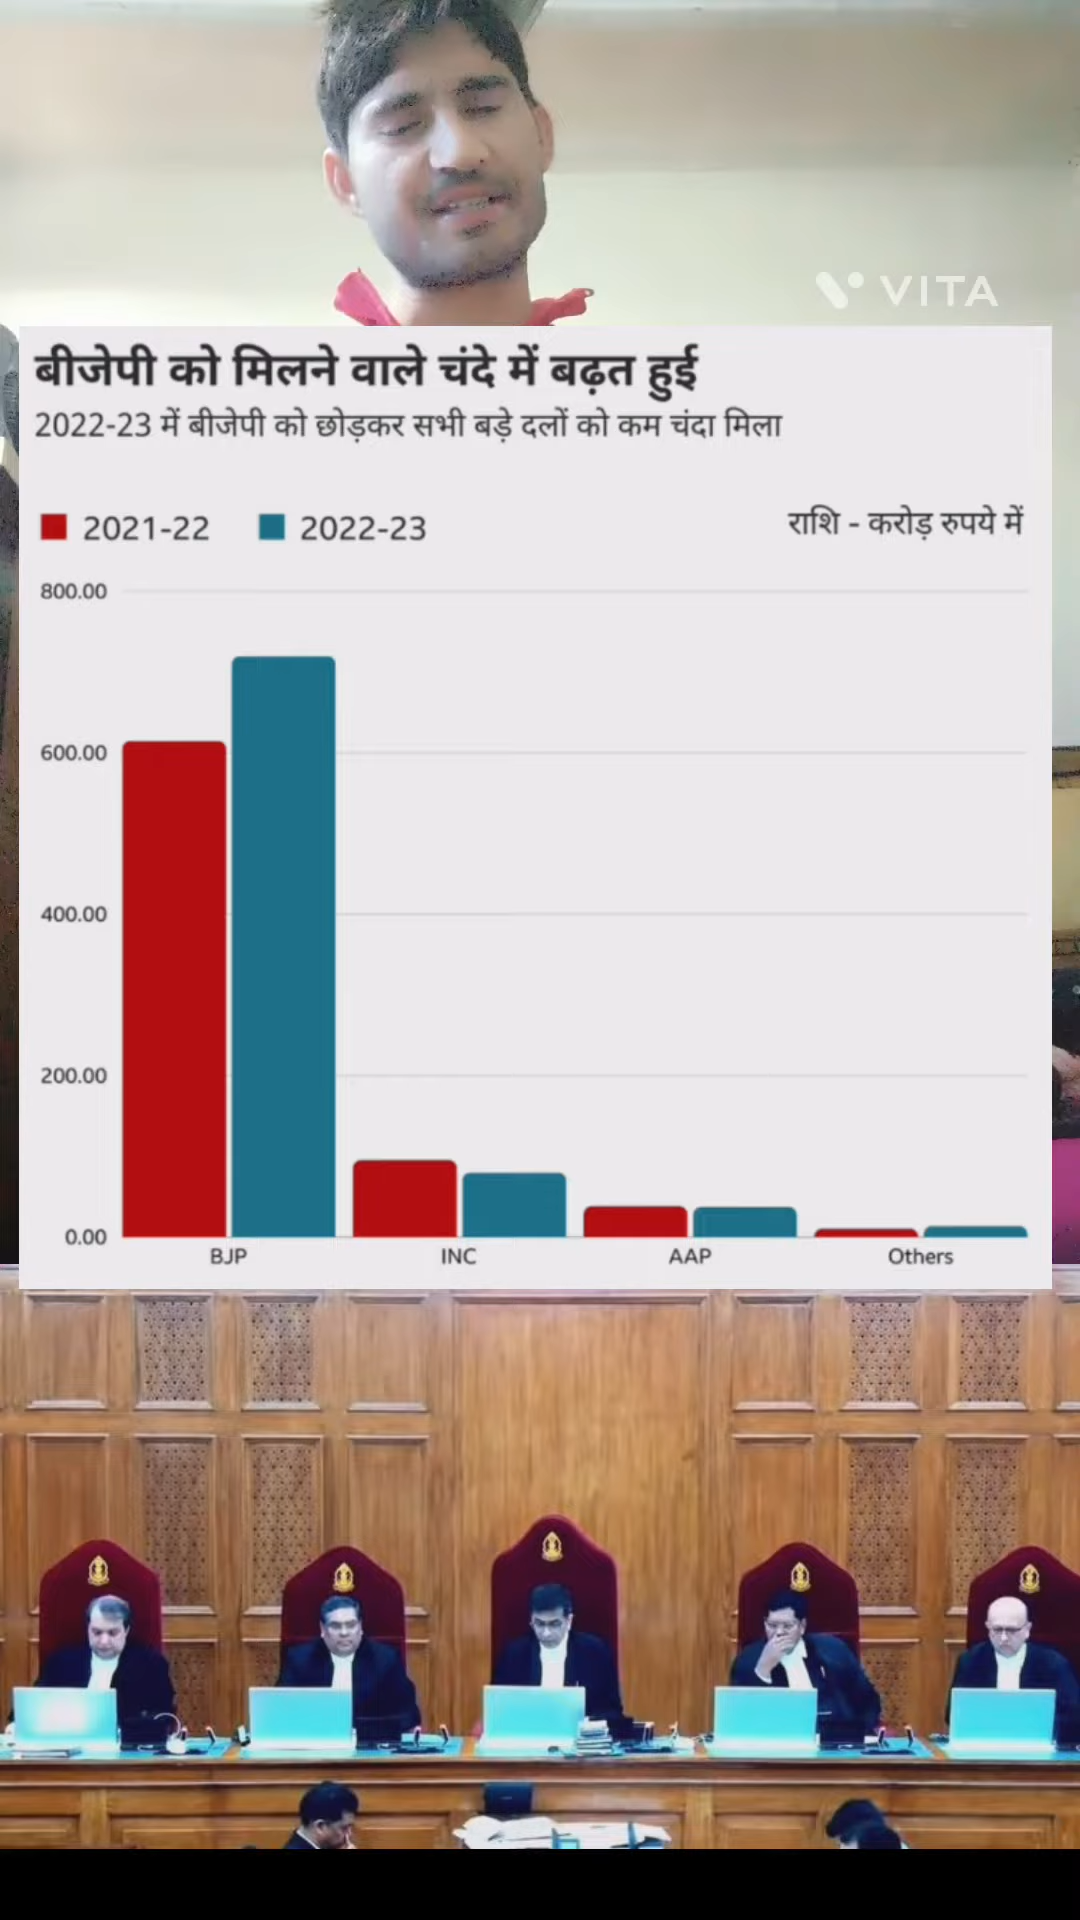 VITA
बीजेपी को मिलने वाले चंदे में बढ़त हुई
2022-23 में बीजेपी को छोड़कर सभी बड़े दलों को कम चंदा मिला
2021-22 2022-23 राशि - करोड़ रुपये में
800.00
600.00
400.00
200.00
0.00
BJP INC AAP Others